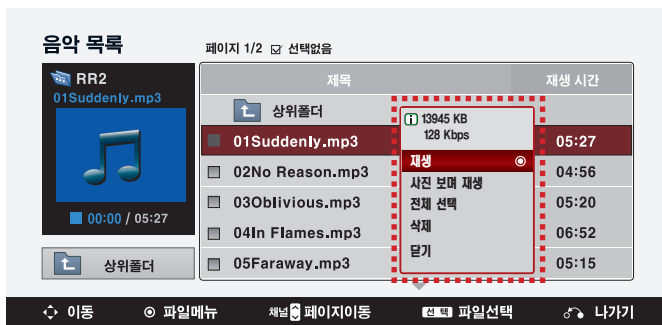 음악 목록
페이지 1/2 ☑ 선택없음
RR2
01Suddenly.mp3
00:00 / 05:27
상위폴더
제목 재생 시간
상위폴더
01Suddenly.mp3 05:27
02No Reason.mp3 04:56
03Oblivious.mp3 05:20
04In Flames.mp3 06:52
05Faraway.mp3 05:15
i 13945 KB
128 Kbps
재생
사진 보며 재생
전체 선택
삭제
닫기
이동 파일메뉴 채널 페이지이동 선택 파일선택 나가기